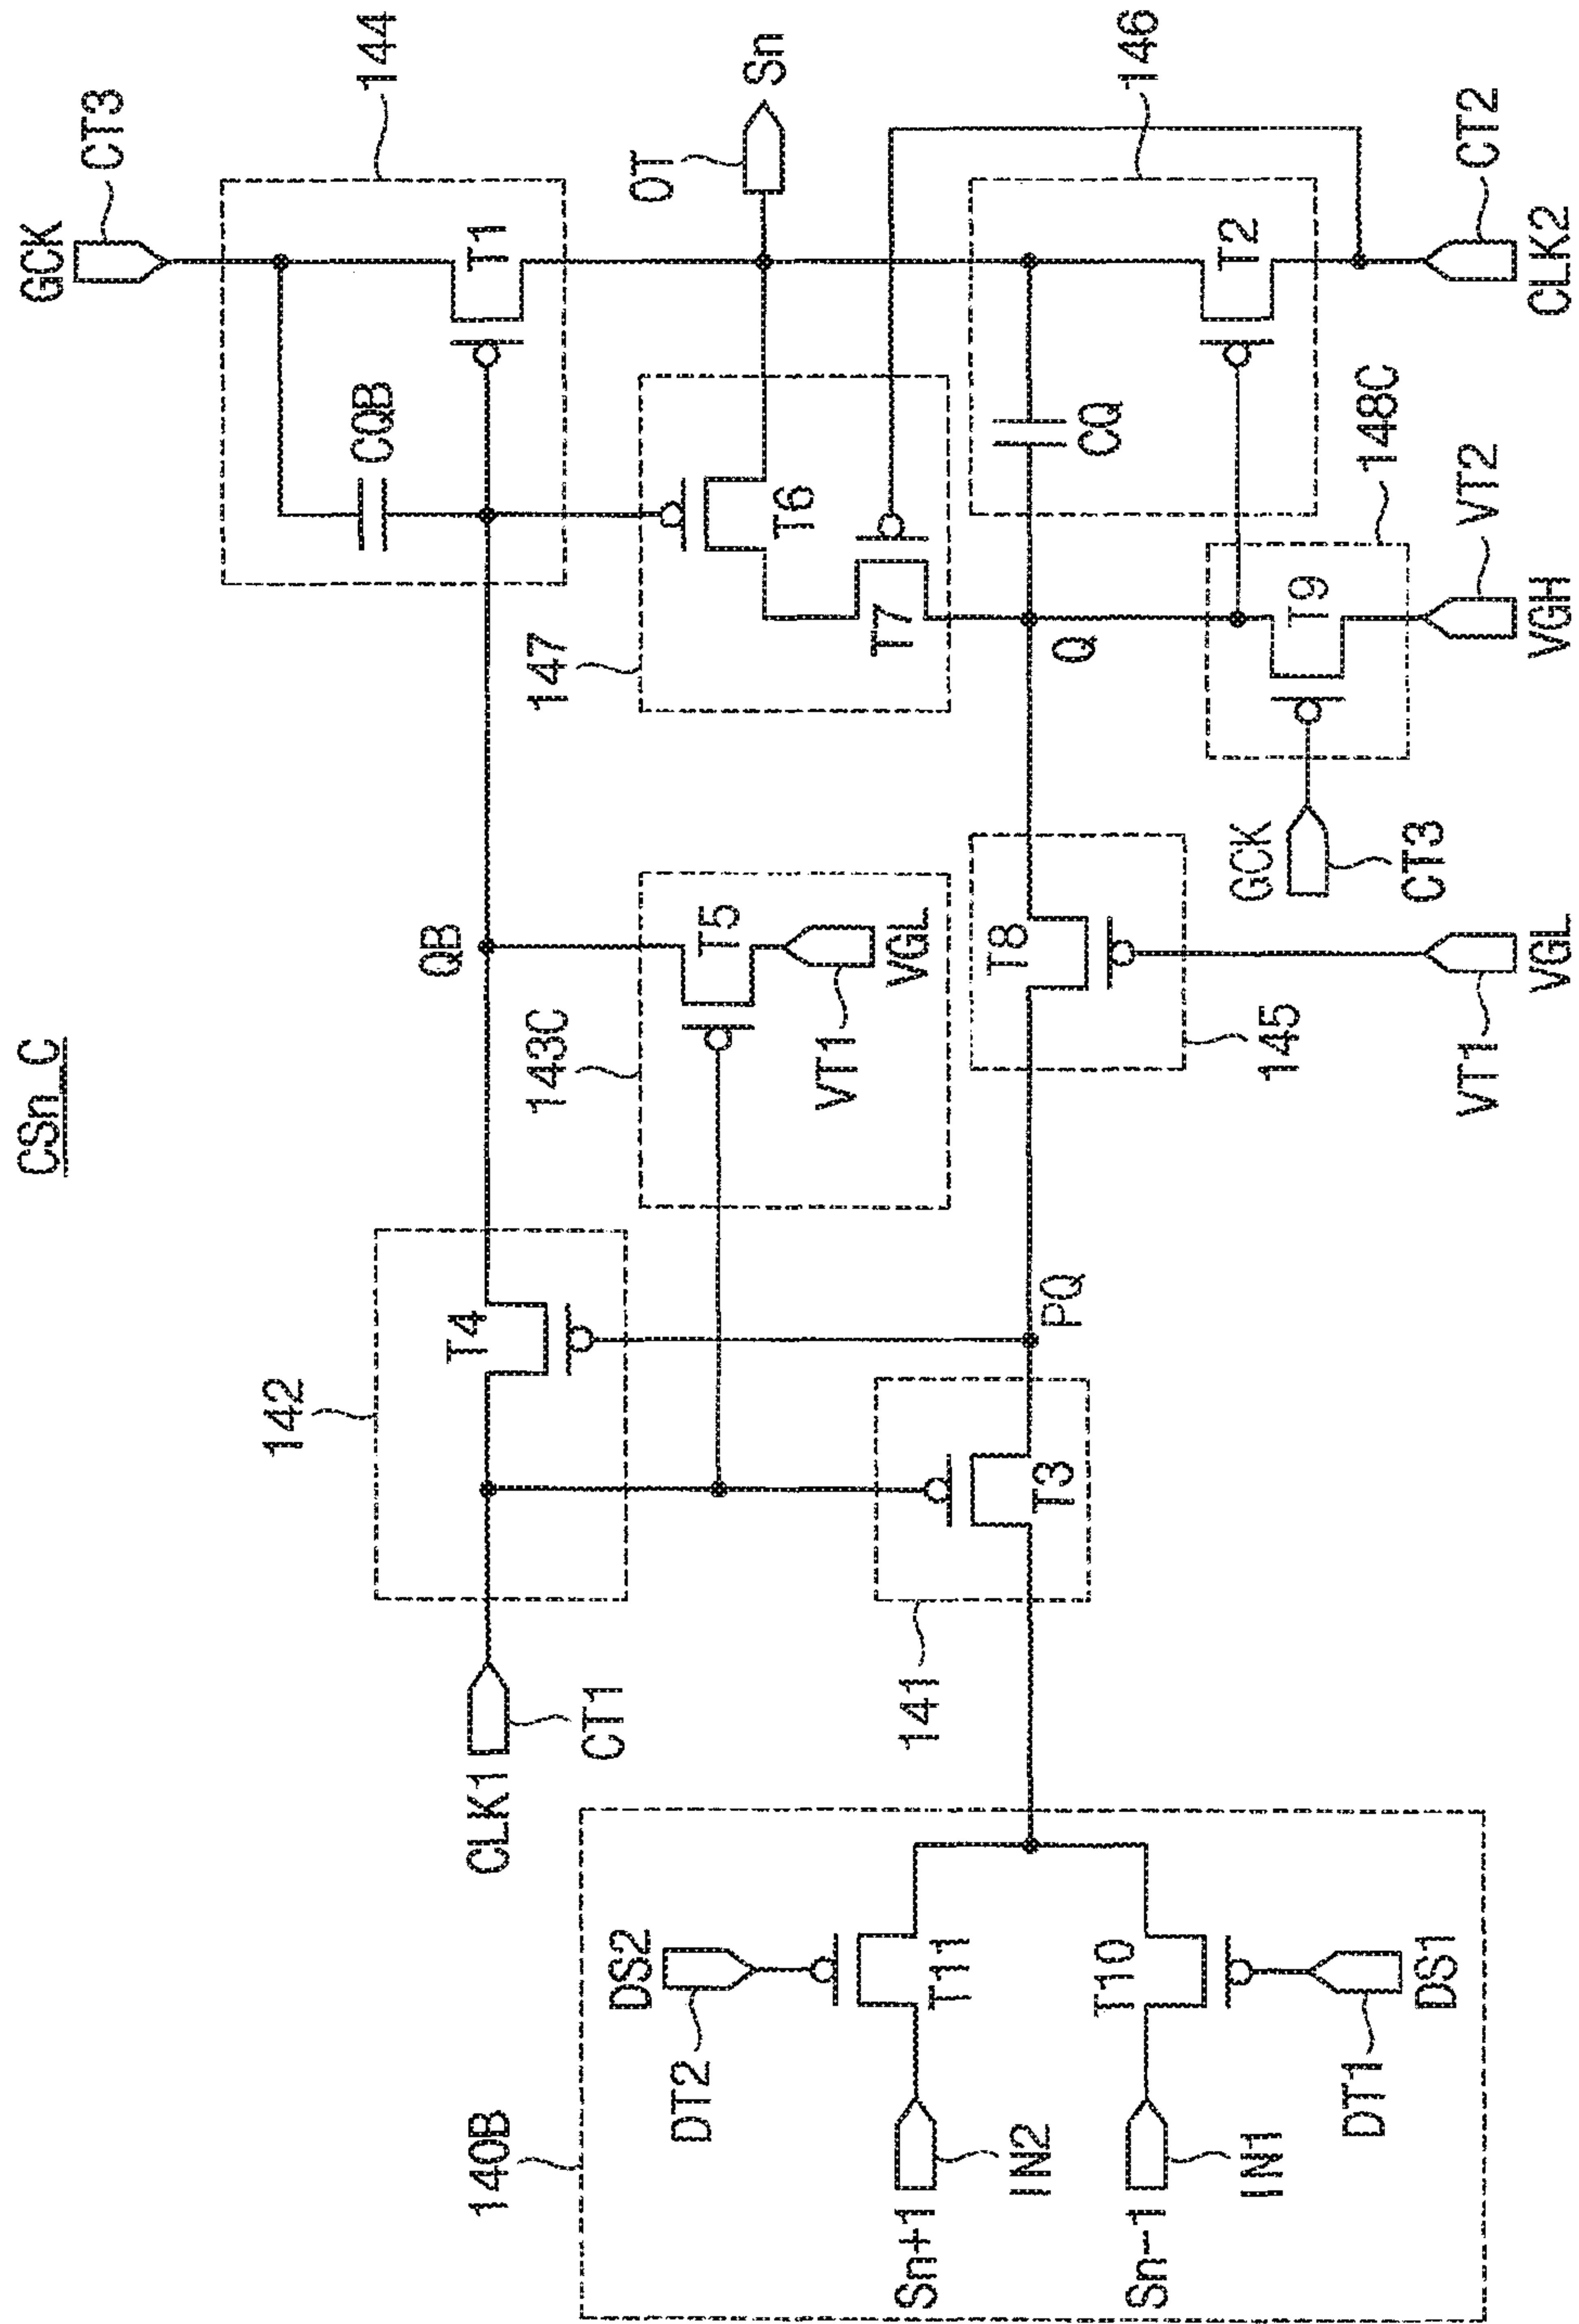 CSn_C
GCK
CT3
144
CQB
T1
OT
Sn
QB
142
T4
CLK1
CT1
143C
T5
VT1
VGL
147
T6
T7
146
CQ
T2
CT2
CLK2
Q
148C
T9
VT2
VGH
GCK
CT3
145
T8
VT1
VGL
PQ
141
T3
140B
DS2
DT2
T11
Sn+1
IN2
T10
Sn-1
IN1
DT1
DS1